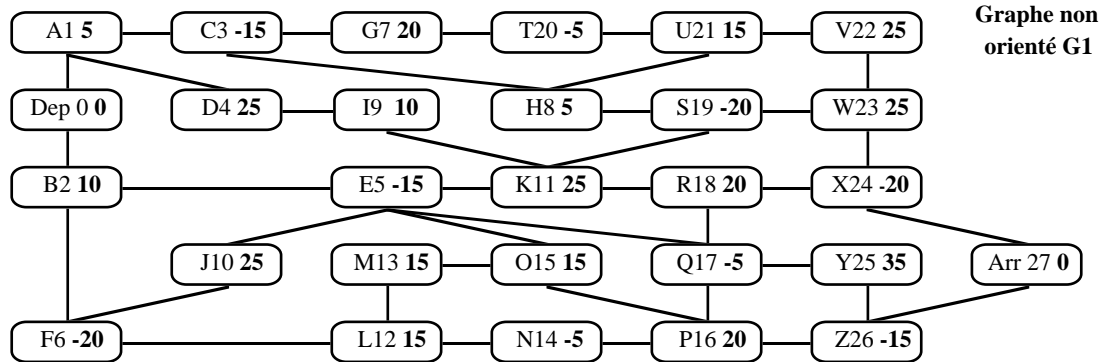 A1 5 C3 -15 G7 20 T20 -5 U21 15 V22 25 Graphe non
orienté G1
Dep 0 0 D4 25 I9 10 H8 5 S19 -20 W23 25
B2 10 E5 -15 K11 25 R18 20 X24 -20
J10 25 M13 15 O15 15 Q17 -5 Y25 35 Arr 27 0
F6 -20 L12 15 N14 -5 P16 20 Z26 -15